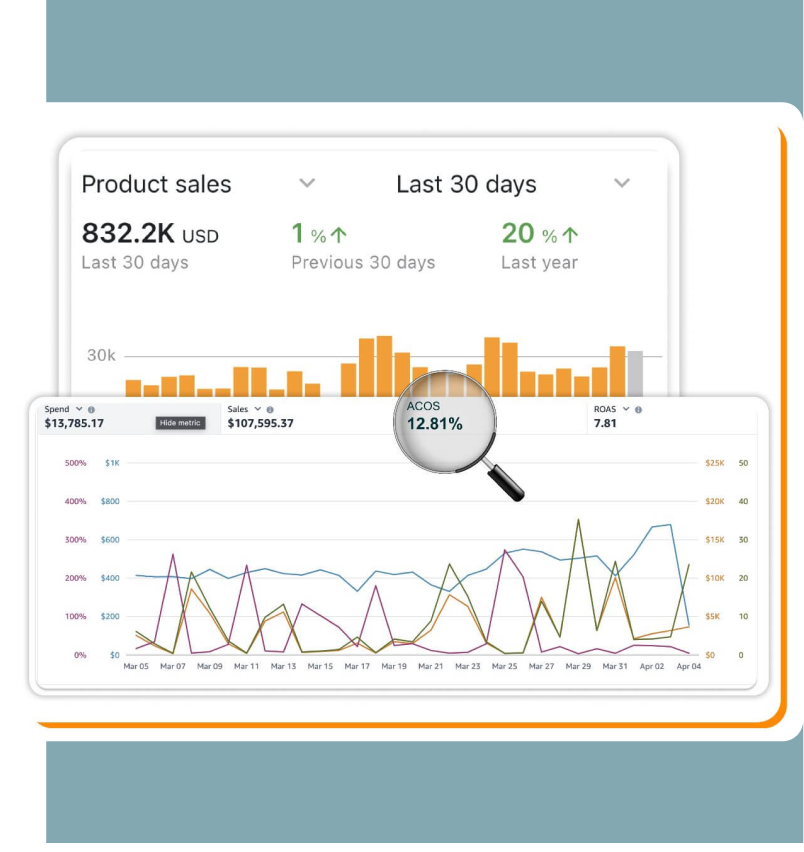 Product sales Last 30 days
832.2K USD 1 % ↑ 20 % ↑
Last 30 days Previous 30 days Last year
30k
Spend Sales ACOS ROAS
$13,785.17 Hide metric $107,595.37 12.81% 7.81
500% $1K $25K 50
400% $800 $20K 40
300% $600 $15K 30
200% $400 $10K 20
100% $200 $5K 10
0% $0 $0 0
Mar 05 Mar 07 Mar 09 Mar 11 Mar 13 Mar 15 Mar 17 Mar 19 Mar 21 Mar 23 Mar 25 Mar 27 Mar 29 Mar 31 Apr 02 Apr 04